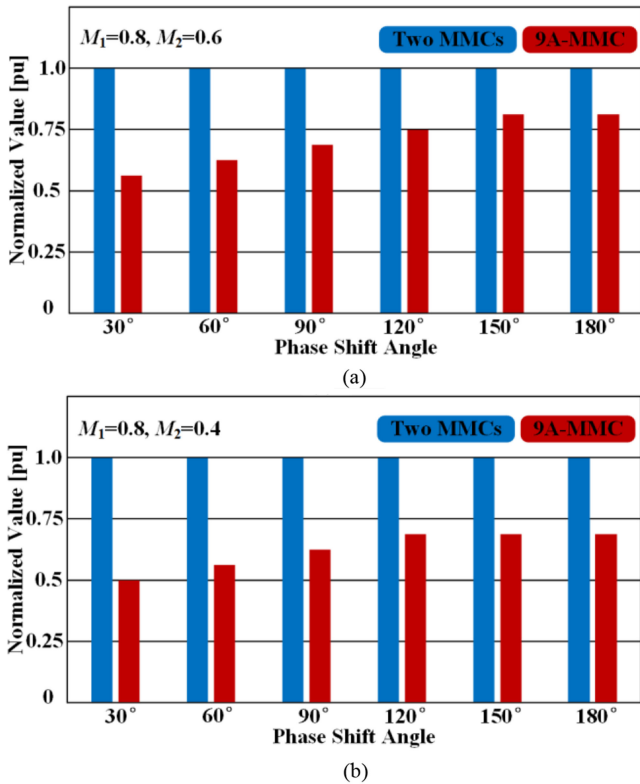 M₁=0.8, M₂=0.6
Two MMCs
9A-MMC
Normalized Value [pu]
1.0
0.75
0.5
0.25
0
30° 60° 90° 120° 150° 180°
Phase Shift Angle
(a)
M₁=0.8, M₂=0.4
Two MMCs
9A-MMC
Normalized Value [pu]
1.0
0.75
0.5
0.25
0
30° 60° 90° 120° 150° 180°
Phase Shift Angle
(b)